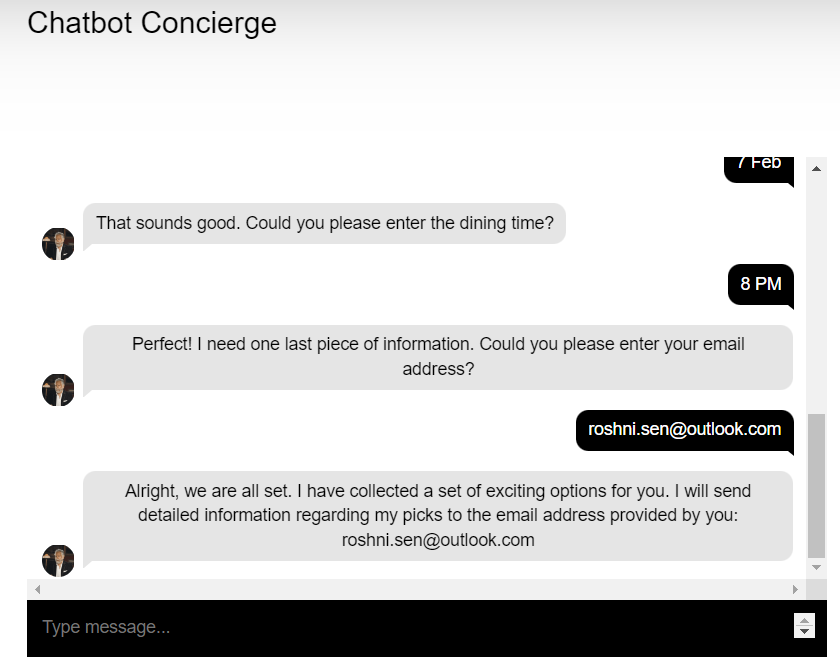 Chatbot Concierge
7 Feb
That sounds good. Could you please enter the dining time?
8 PM
Perfect! I need one last piece of information. Could you please enter your email
address?
roshni.sen@outlook.com
Alright, we are all set. I have collected a set of exciting options for you. I will send
detailed information regarding my picks to the email address provided by you:
roshni.sen@outlook.com
Type message...